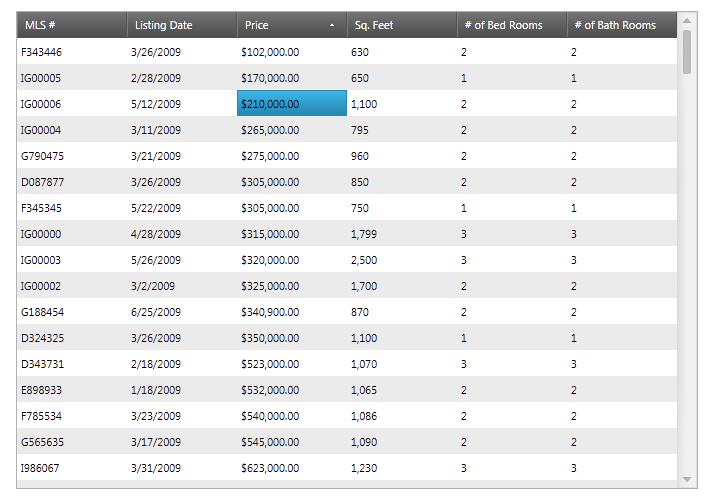 MLS # Listing Date Price Sq. Feet # of Bed Rooms # of Bath Rooms
F343446 3/26/2009 $102,000.00 630 2 2
IG00005 2/28/2009 $170,000.00 650 1 1
IG00006 5/12/2009 $210,000.00 1,100 2 2
IG00004 3/11/2009 $265,000.00 795 2 2
G790475 3/21/2009 $275,000.00 960 2 2
D087877 3/26/2009 $305,000.00 850 2 2
F345345 5/22/2009 $305,000.00 750 1 1
IG00000 4/28/2009 $315,000.00 1,799 3 3
IG00003 5/26/2009 $320,000.00 2,500 3 3
IG00002 3/2/2009 $325,000.00 1,700 2 2
G188454 6/25/2009 $340,900.00 870 2 2
D324325 3/26/2009 $350,000.00 1,100 1 1
D343731 2/18/2009 $523,000.00 1,070 3 3
E898933 1/18/2009 $532,000.00 1,065 2 2
F785534 3/23/2009 $540,000.00 1,086 2 2
G565635 3/17/2009 $545,000.00 1,090 2 2
I986067 3/31/2009 $623,000.00 1,230 3 3